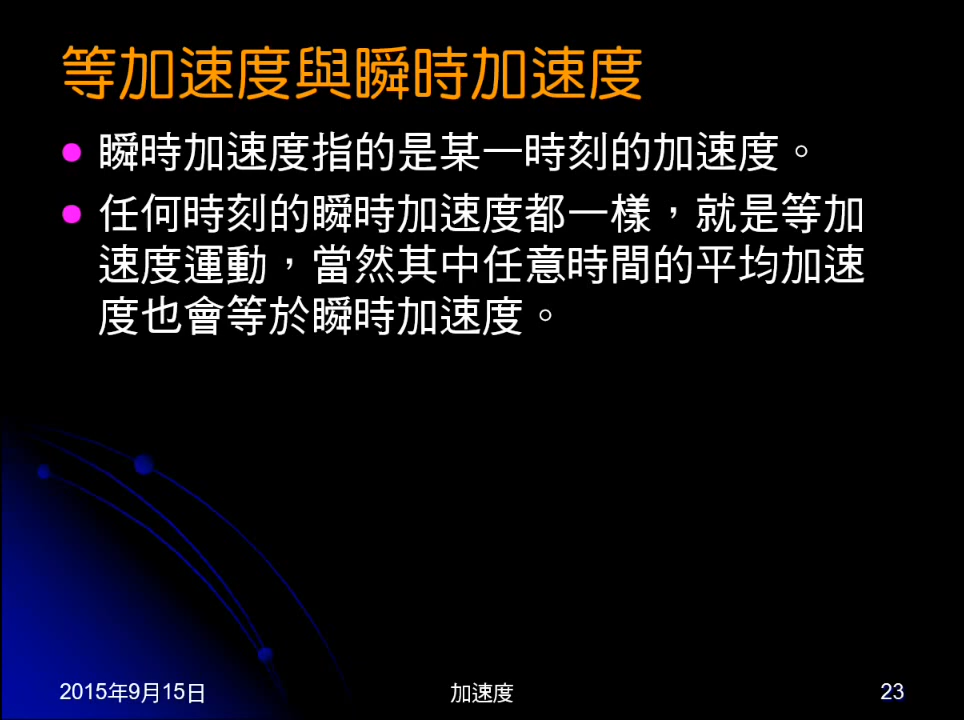 等加速度與瞬時加速度
瞬時加速度指的是某一時刻的加速度。
任何時刻的瞬時加速度都一樣，就是等加
速度運動，當然其中任意時間的平均加速
度也會等於瞬時加速度。
2015年9月15日
加速度
23